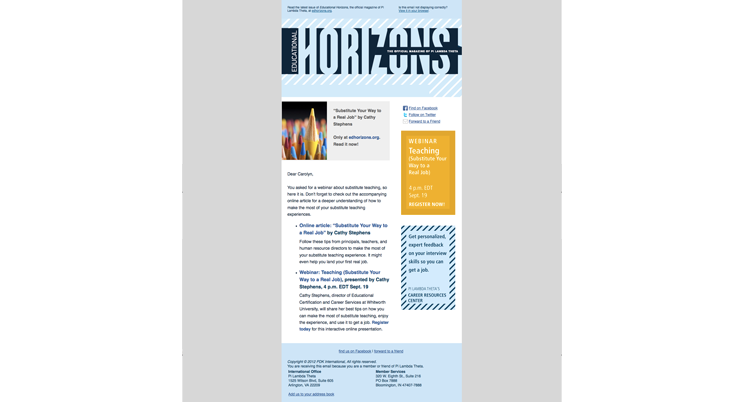 Read the latest issue of Educational Horizons, the official magazine of Pi
Lambda Theta, at edhorizons.org.
Is this email not displaying correctly?
View it in your browser.
EDUCATIONAL
HORIZONS
THE OFFICIAL MAGAZINE BY PI LAMBDA THETA
“Substitute Your Way to
a Real Job” by Cathy
Stephens
Only at edhorizons.org.
Read it now!
Find on Facebook
Follow on Twitter
Forward to a Friend
WEBINAR
Teaching
(Substitute Your
Way to a
Real Job)
4 p.m. EDT
Sept. 19
REGISTER NOW!
Dear Carolyn,
You asked for a webinar about substitute teaching, so
here it is. Don't forget to check out the accompanying
online article for a deeper understanding of how to
make the most of your substitute teaching
experiences.
• Online article: “Substitute Your Way to
a Real Job” by Cathy Stephens
Follow these tips from principals, teachers, and
human resource directors to make the most of
your substitute teaching experience. It might
even help you land your first real job.
• Webinar: Teaching (Substitute Your
Way to a Real Job), presented by Cathy
Stephens, 4 p.m. EDT Sept. 19
Cathy Stephens, director of Educational
Certification and Career Services at Whitworth
University, will share her best tips on how you
can make the most of substitute teaching, enjoy
the experience, and use it to get a job. Register
today for this interactive online presentation.
Get personalized,
expert feedback
on your interview
skills so you can
get a job.
PI LAMBDA THETA'S
CAREER RESOURCES
CENTER
find us on Facebook | forward to a friend
Copyright © 2013 PDK International, All rights reserved.
You are receiving this email because you are a member or friend of Pi Lambda Theta.
International Office
Pi Lambda Theta
1525 Wilson Blvd, Suite 605
Arlington, VA 22209
Member Services
320 W. Eighth St., Suite 216
PO Box 7888
Bloomington, IN 47407-7888
Add us to your address book